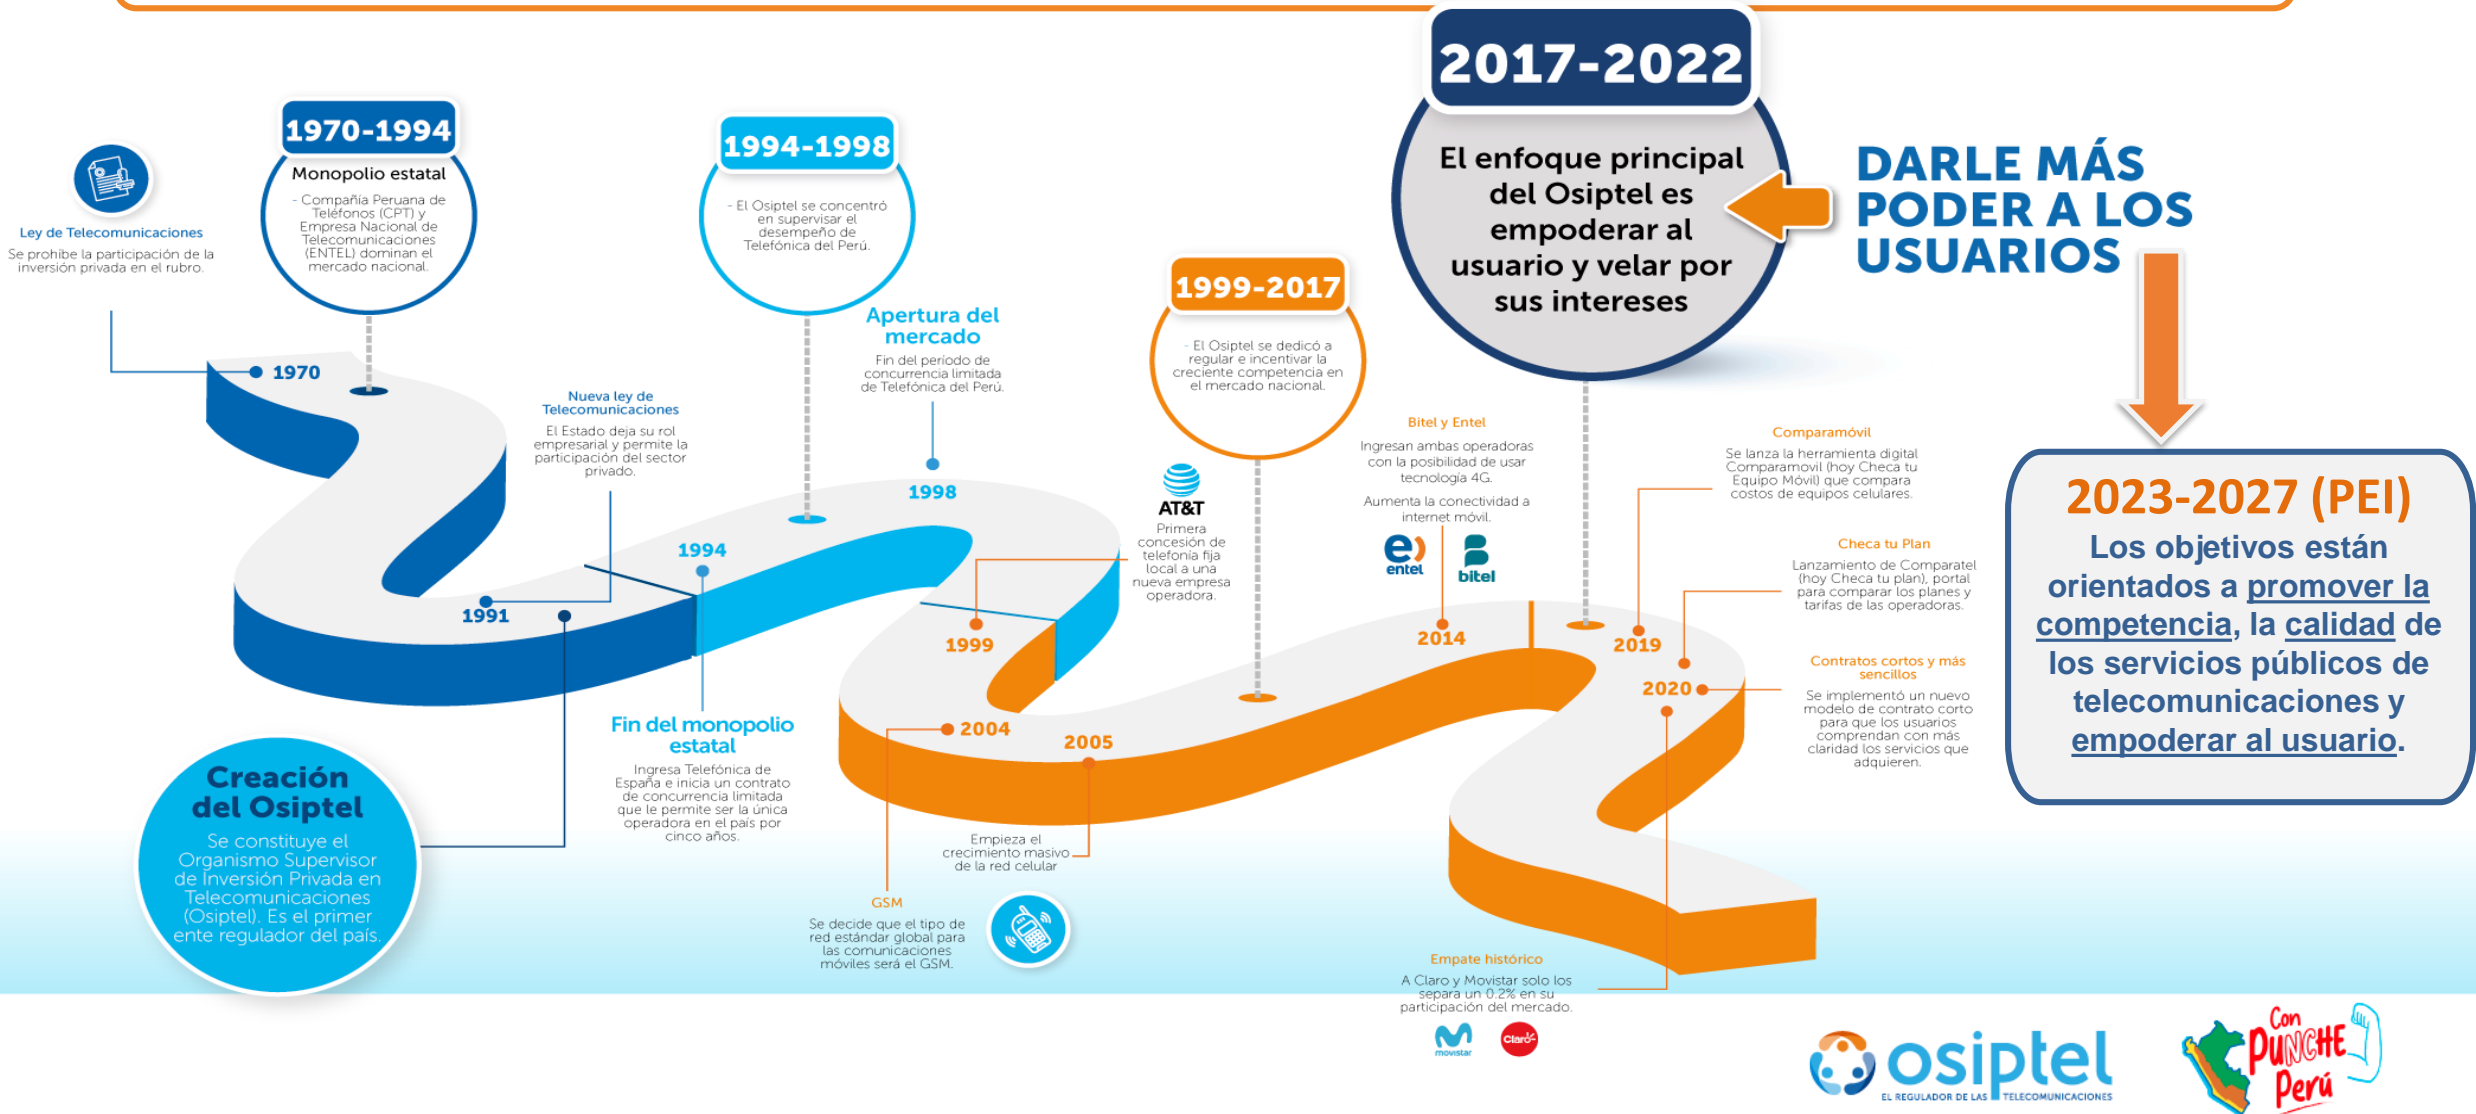 2017-2022
El enfoque principal
del Osiptel es
empoderar al
usuario y velar por
sus intereses
DARLE MÁS
PODER A LOS
USUARIOS
1970-1994
Monopolio estatal
- Compañía Peruana de
Teléfonos (CPT) y
Empresa Nacional de
Telecomunicaciones
(ENTEL) dominan el
mercado nacional.
Ley de Telecomunicaciones
Se prohíbe la participación de la
inversión privada en el rubro.
1970
1994-1998
- El Osiptel se concentró
en supervisar el
desempeño de
Telefónica del Perú.
Apertura del
mercado
Fin del período de
concurrencia limitada
de Telefónica del Perú.
1998
1999-2017
- El Osiptel se dedicó a
regular e incentivar la
creciente competencia en
el mercado nacional.
Nueva ley de
Telecomunicaciones
El Estado deja su rol
empresarial y permite la
participación del sector
privado.
1991
1994
Fin del monopolio
estatal
Ingresa Telefónica de
España e inicia un contrato
de concurrencia limitada
que le permite ser la única
operadora en el país por
cinco años.
Creación
del Osiptel
Se constituye el
Organismo Supervisor
de Inversión Privada en
Telecomunicaciones
(Osiptel). Es el primer
ente regulador del país.
AT&T
Primera
concesión de
telefonía fija
local a una
nueva empresa
operadora.
1999
2004
GSM
Se decide que el tipo de
red estándar global para
las comunicaciones
móviles será el GSM.
2005
Empieza el
crecimiento masivo
de la red celular
Bitel y Entel
Ingresan ambas operadoras
con la posibilidad de usar
tecnología 4G.
Aumenta la conectividad a
internet móvil.
entel
bitel
2014
Comparamóvil
Se lanza la herramienta digital
Comparamovil (hoy Checa tu
Equipo Móvil) que compara
costos de equipos celulares.
2019
Checa tu Plan
Lanzamiento de Comparatel
(hoy Checa tu plan), portal
para comparar los planes y
tarifas de las operadoras.
2020
Contratos cortos y más
sencillos
Se implementó un nuevo
modelo de contrato corto
para que los usuarios
comprendan con más
claridad los servicios que
adquieren.
Empate histórico
A Claro y Movistar solo los
separa un 0.2% en su
participación del mercado.
movistar
Claro
2023-2027 (PEI)
Los objetivos están
orientados a promover la
competencia, la calidad de
los servicios públicos de
telecomunicaciones y
empoderar al usuario.
osiptel
EL REGULADOR DE LAS TELECOMUNICACIONES
Con
PUNCHE
Perú